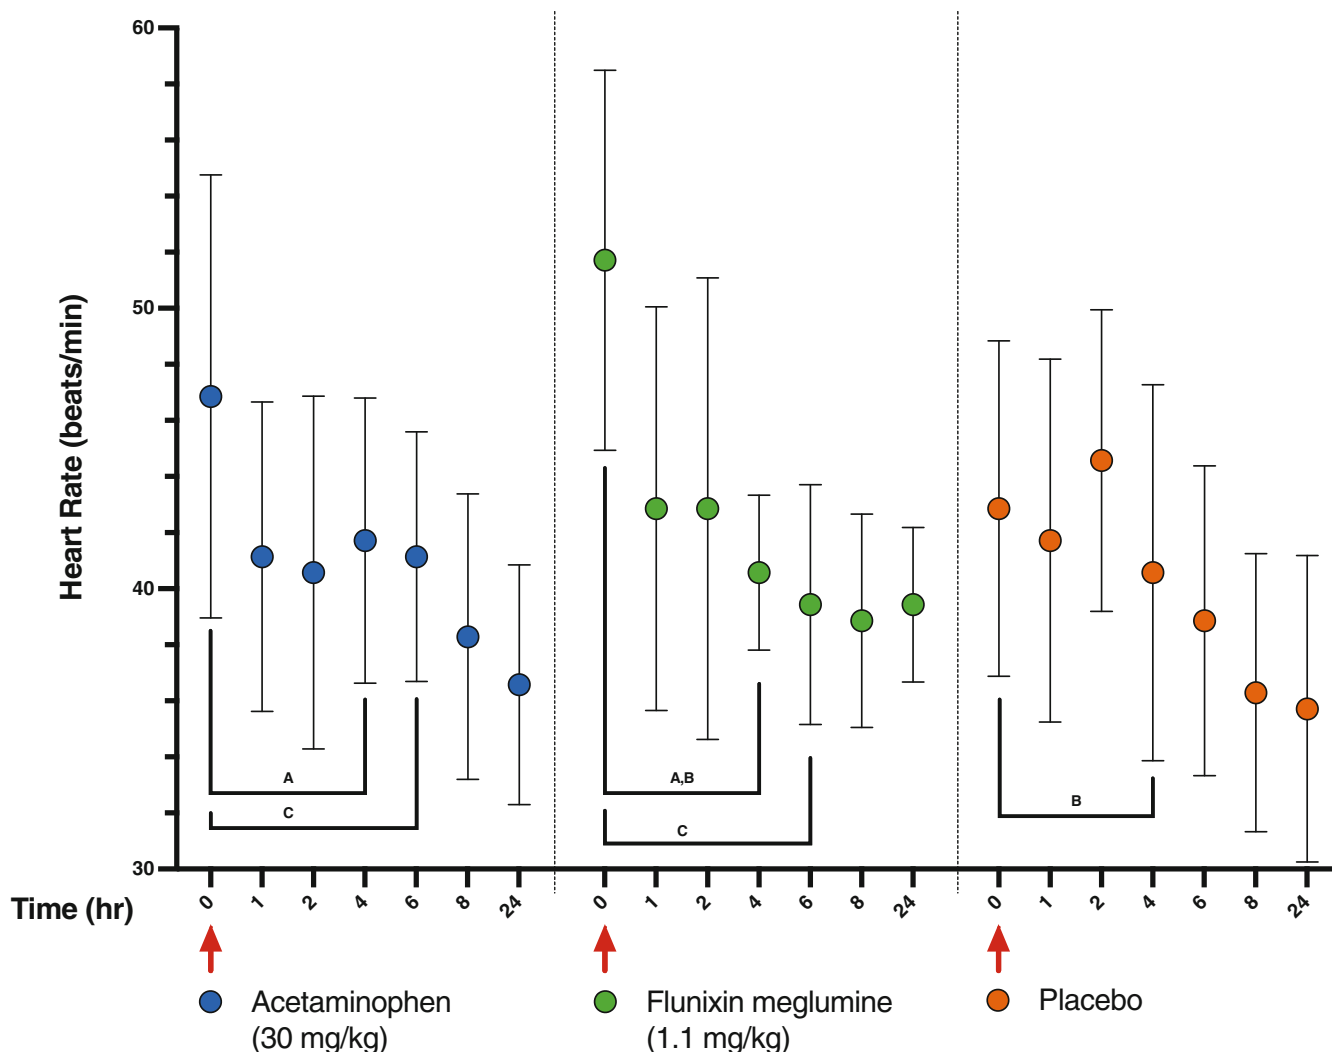 60
50
40
30
Heart Rate (beats/min)
A
C
A,B
C
B
Time (hr)
0 1 2 4 6 8 24 0 1 2 4 6 8 24 0 1 2 4 6 8 24
Acetaminophen
(30 mg/kg)
Flunixin meglumine
(1.1 mg/kg)
Placebo